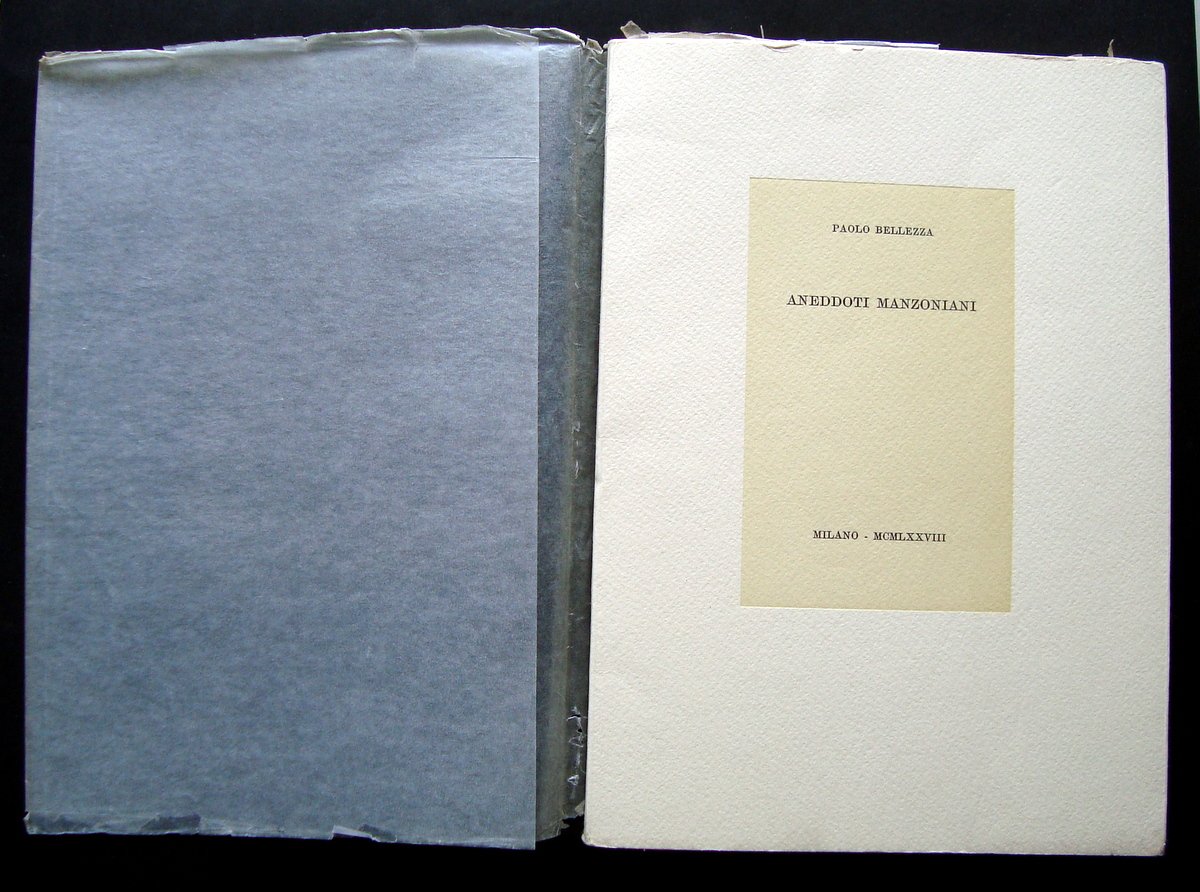 PAOLO BELLEZZA
ANEDDOTI MANZONIANI
MILANO - MCMLXXVIII